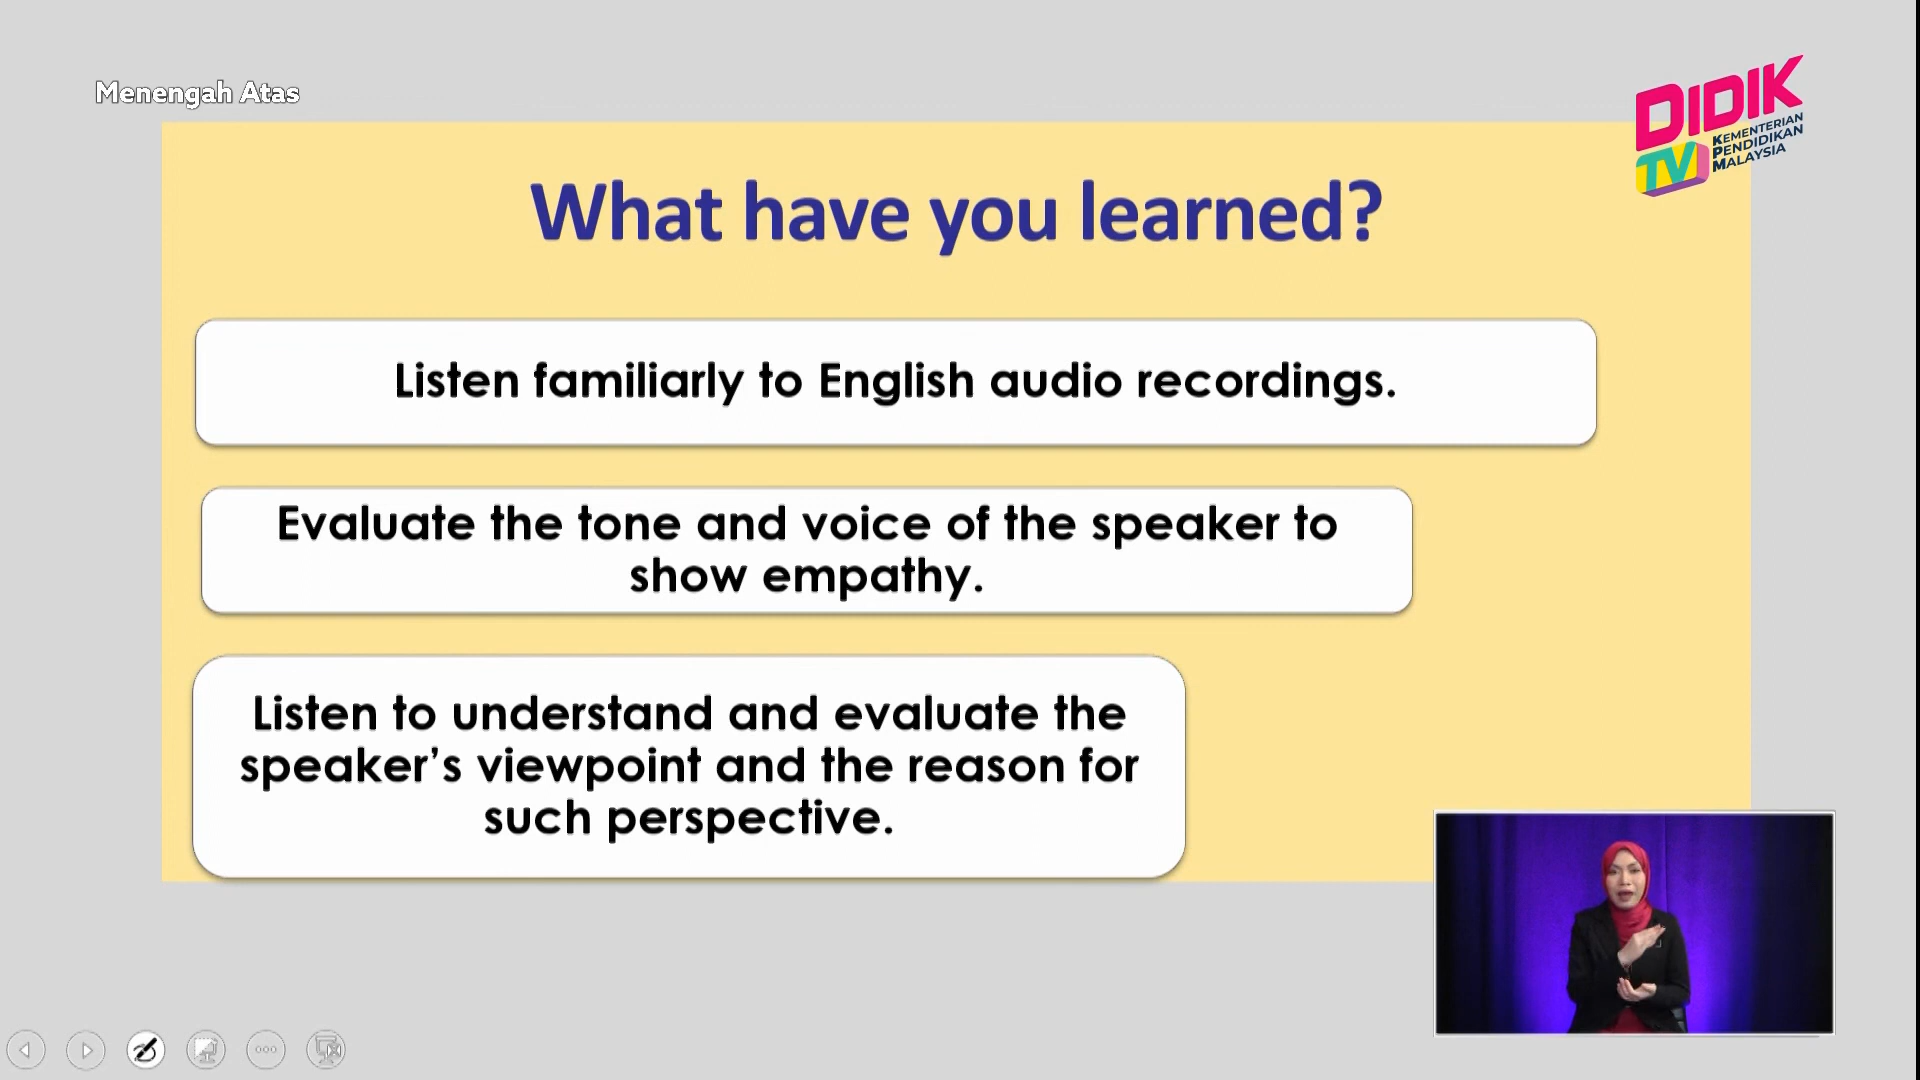 Menengah Atas
DIDIK
TV
KEMENTERIAN
PENDIDIKAN
MALAYSIA
What have you learned?
Listen familiarly to English audio recordings.
Evaluate the tone and voice of the speaker to
show empathy.
Listen to understand and evaluate the
speaker’s viewpoint and the reason for
such perspective.